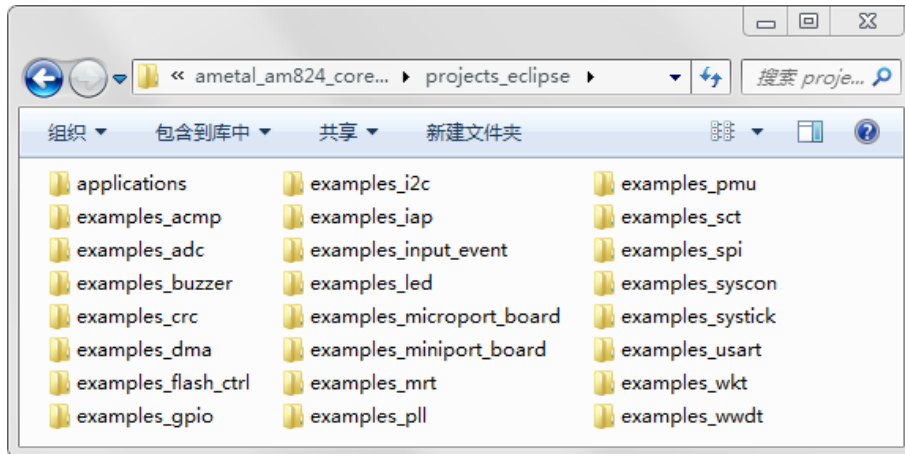 « ametal_am824_core... ▸ projects_eclipse ▸ 搜索 proje...
组织 包含到库中 共享 新建文件夹
applications examples_i2c examples_pmu
examples_acmp examples_iap examples_sct
examples_adc examples_input_event examples_spi
examples_buzzer examples_led examples_syscon
examples_crc examples_microport_board examples_systick
examples_dma examples_miniport_board examples_usart
examples_flash_ctrl examples_mrt examples_wkt
examples_gpio examples_pll examples_wwdt